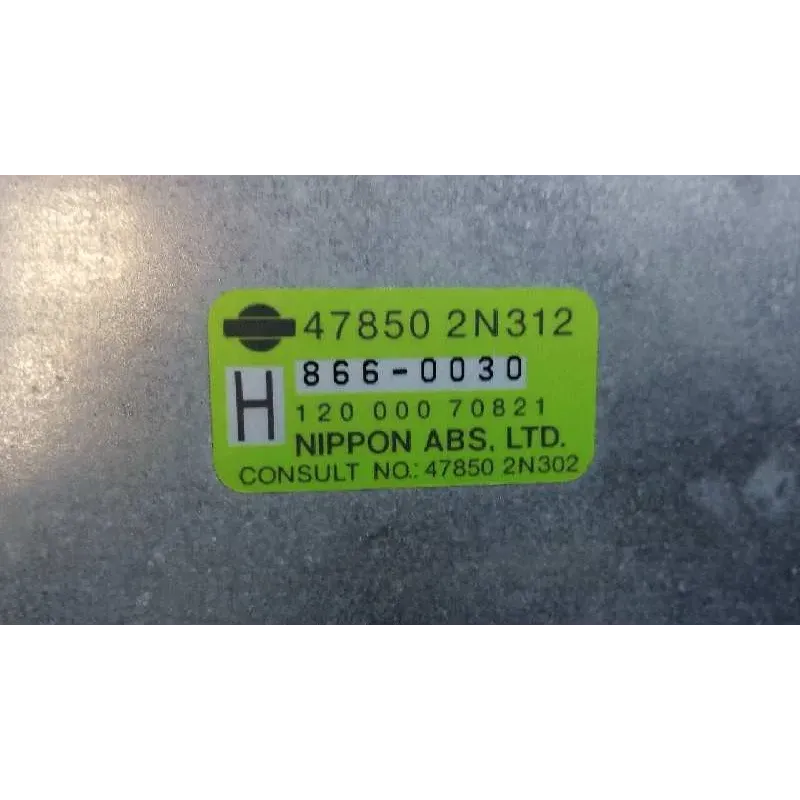 47850 2N312
H
866-0030
120 000 70821
NIPPON ABS, LTD.
CONSULT NO.: 47850 2N302